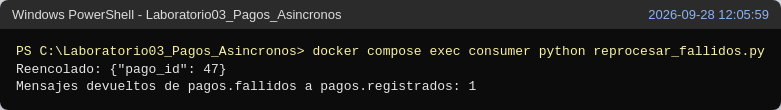 Windows PowerShell - Laboratorio03_Pagos_Asincronos
2026-09-28 12:05:59
PS C:\Laboratorio03_Pagos_Asincronos> docker compose exec consumer python reprocesar_fallidos.py
Reencolado: {"pago_id": 47}
Mensajes devueltos de pagos.fallidos a pagos.registrados: 1